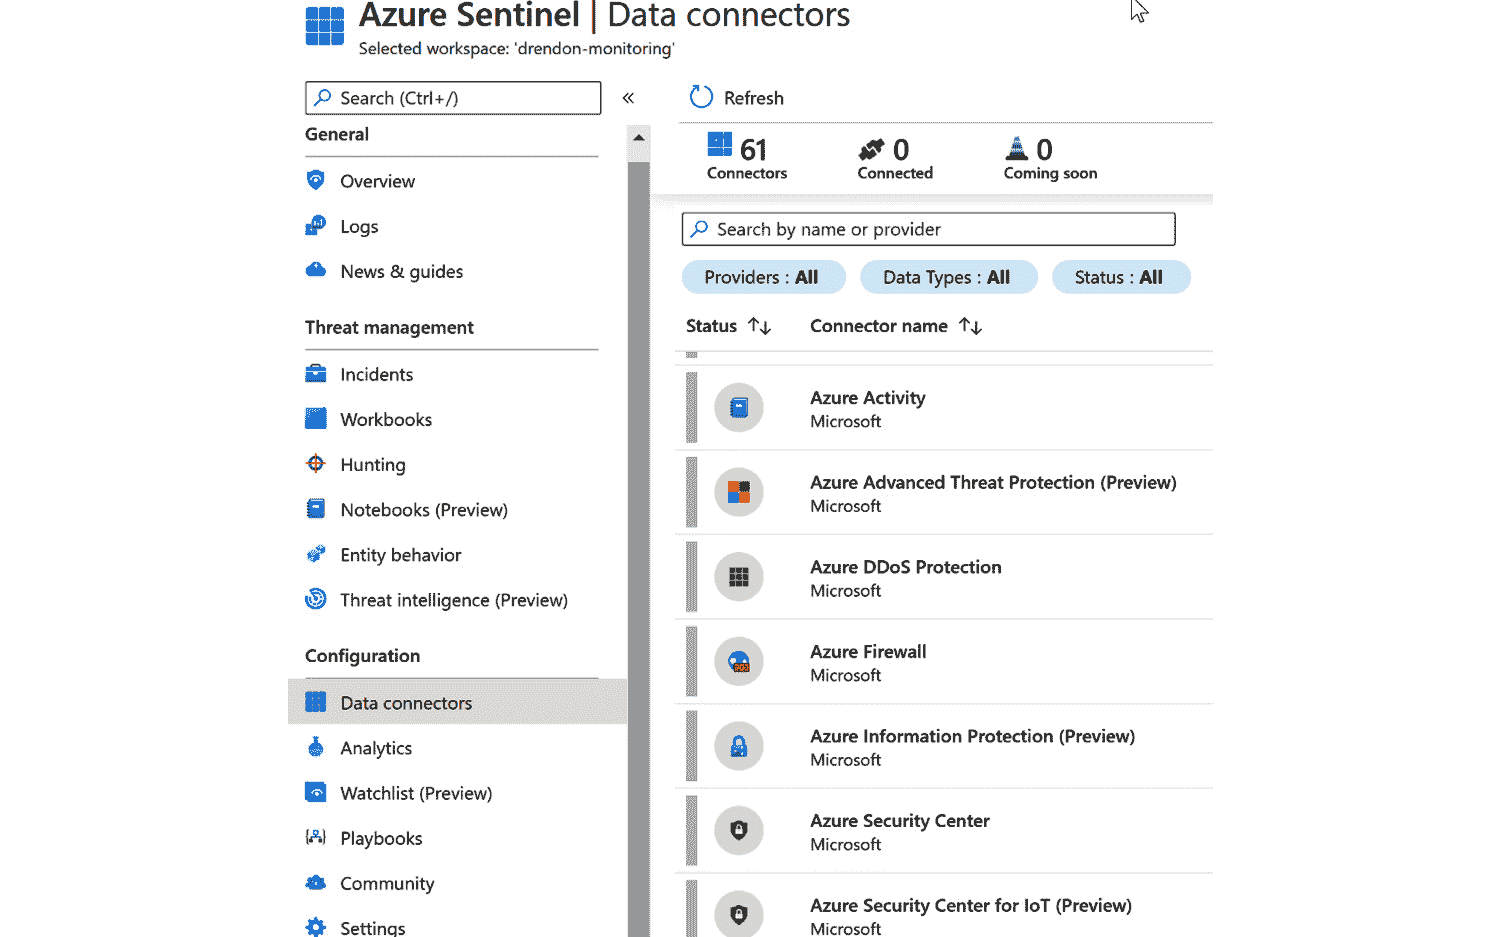 Azure Sentinel | Data connectors
Selected workspace: 'drendon-monitoring'
Search (Ctrl+/)
«
General
Overview
Logs
News & guides
Threat management
Incidents
Workbooks
Hunting
Notebooks (Preview)
Entity behavior
Threat intelligence (Preview)
Configuration
Data connectors
Analytics
Watchlist (Preview)
Playbooks
Community
Settings
Refresh
61
Connectors
0
Connected
0
Coming soon
Search by name or provider
Providers : All
Data Types : All
Status : All
Status ↑↓ Connector name ↑↓
Azure Activity
Microsoft
Azure Advanced Threat Protection (Preview)
Microsoft
Azure DDoS Protection
Microsoft
Azure Firewall
Microsoft
Azure Information Protection (Preview)
Microsoft
Azure Security Center
Microsoft
Azure Security Center for IoT (Preview)
Microsoft